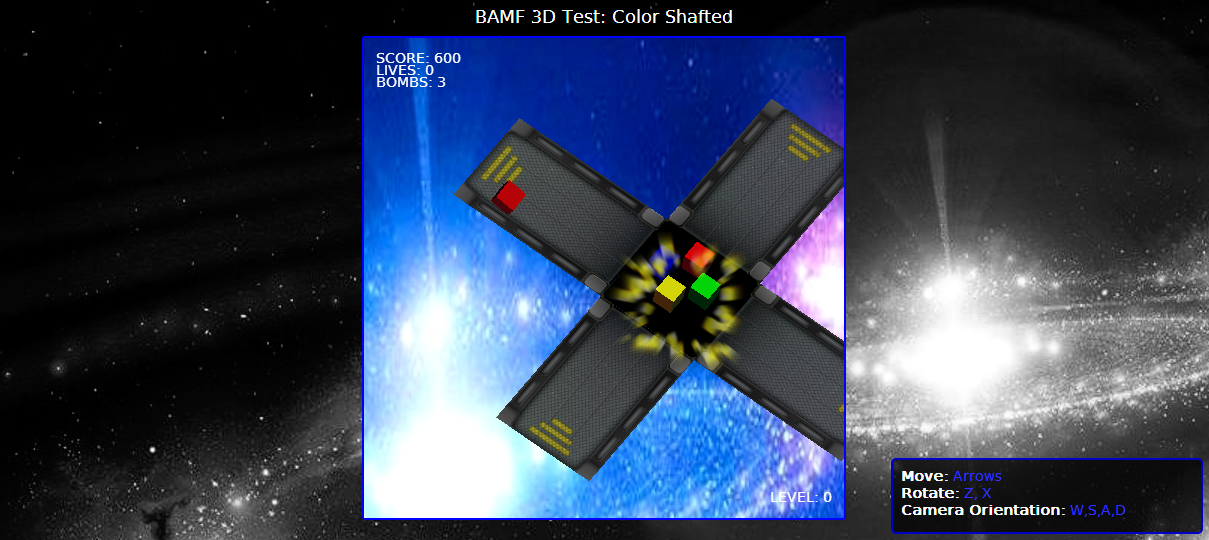 BAMF 3D Test: Color Shafted
SCORE: 600
LIVES: 0
BOMBS: 3
LEVEL: 0
Move: Arrows
Rotate: Z, X
Camera Orientation: W,S,A,D